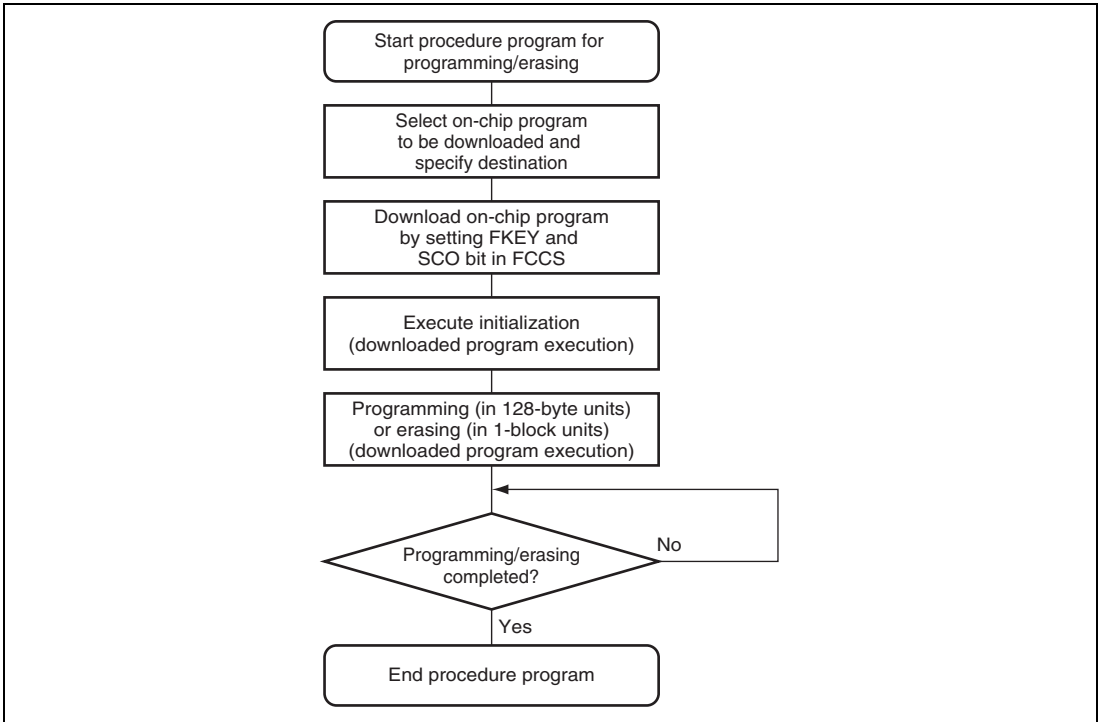 Start procedure program for
programming/erasing
Select on-chip program
to be downloaded and
specify destination
Download on-chip program
by setting FKEY and
SCO bit in FCCS
Execute initialization
(downloaded program execution)
Programming (in 128-byte units)
or erasing (in 1-block units)
(downloaded program execution)
No
Programming/erasing
completed?
Yes
End procedure program